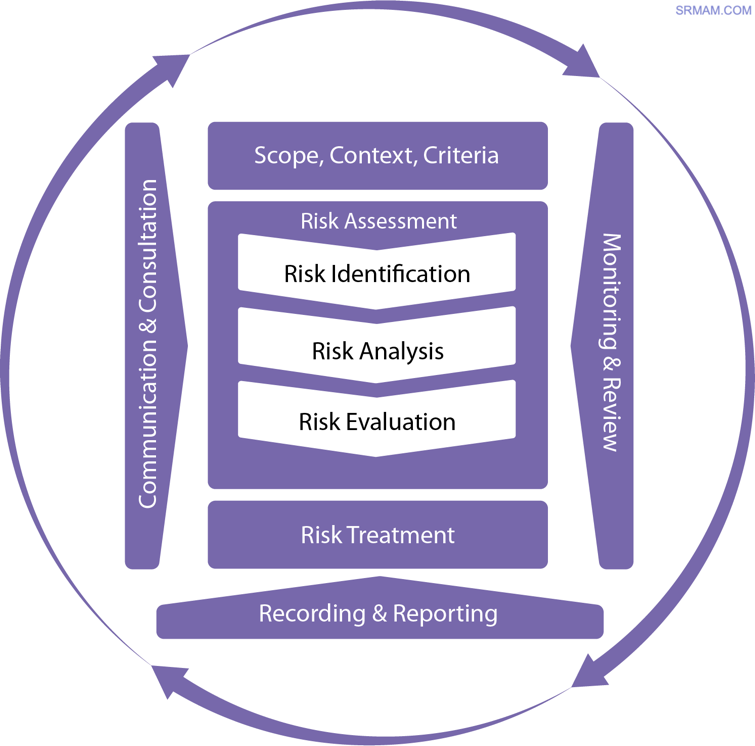 SRMAM.COM
Scope, Context, Criteria
Risk Assessment
Risk Identification
Risk Analysis
Risk Evaluation
Risk Treatment
Communication & Consultation
Monitoring & Review
Recording & Reporting